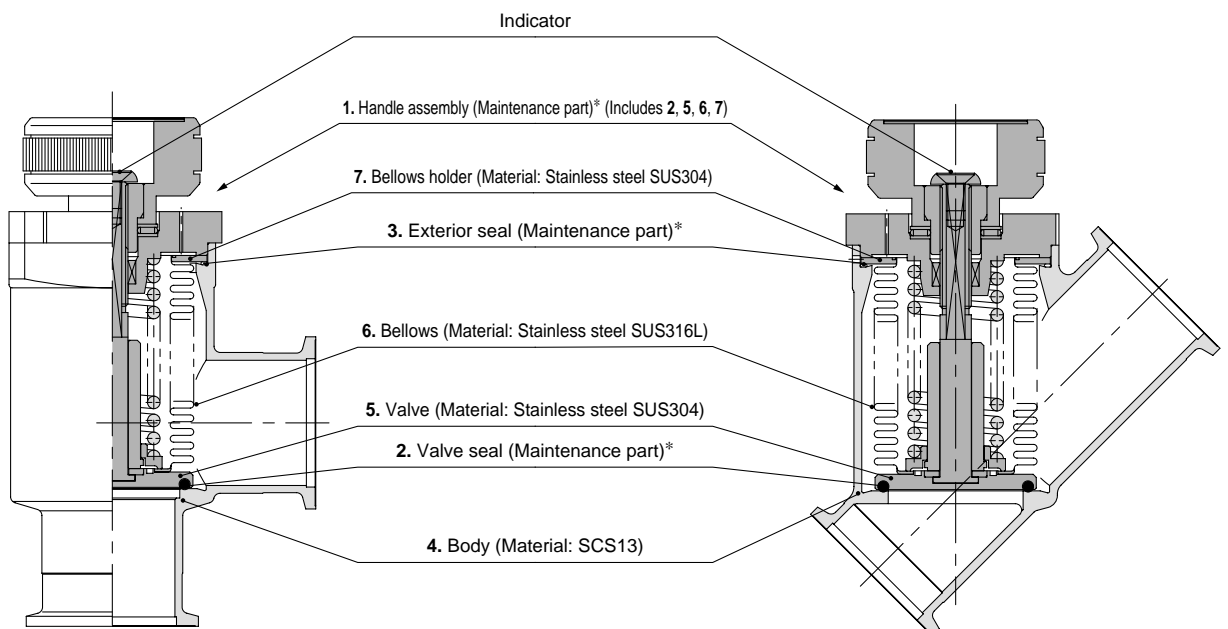 Indicator
1. Handle assembly (Maintenance part)* (Includes 2, 5, 6, 7)
7. Bellows holder (Material: Stainless steel SUS304)
3. Exterior seal (Maintenance part)*
6. Bellows (Material: Stainless steel SUS316L)
5. Valve (Material: Stainless steel SUS304)
2. Valve seal (Maintenance part)*
4. Body (Material: SCS13)